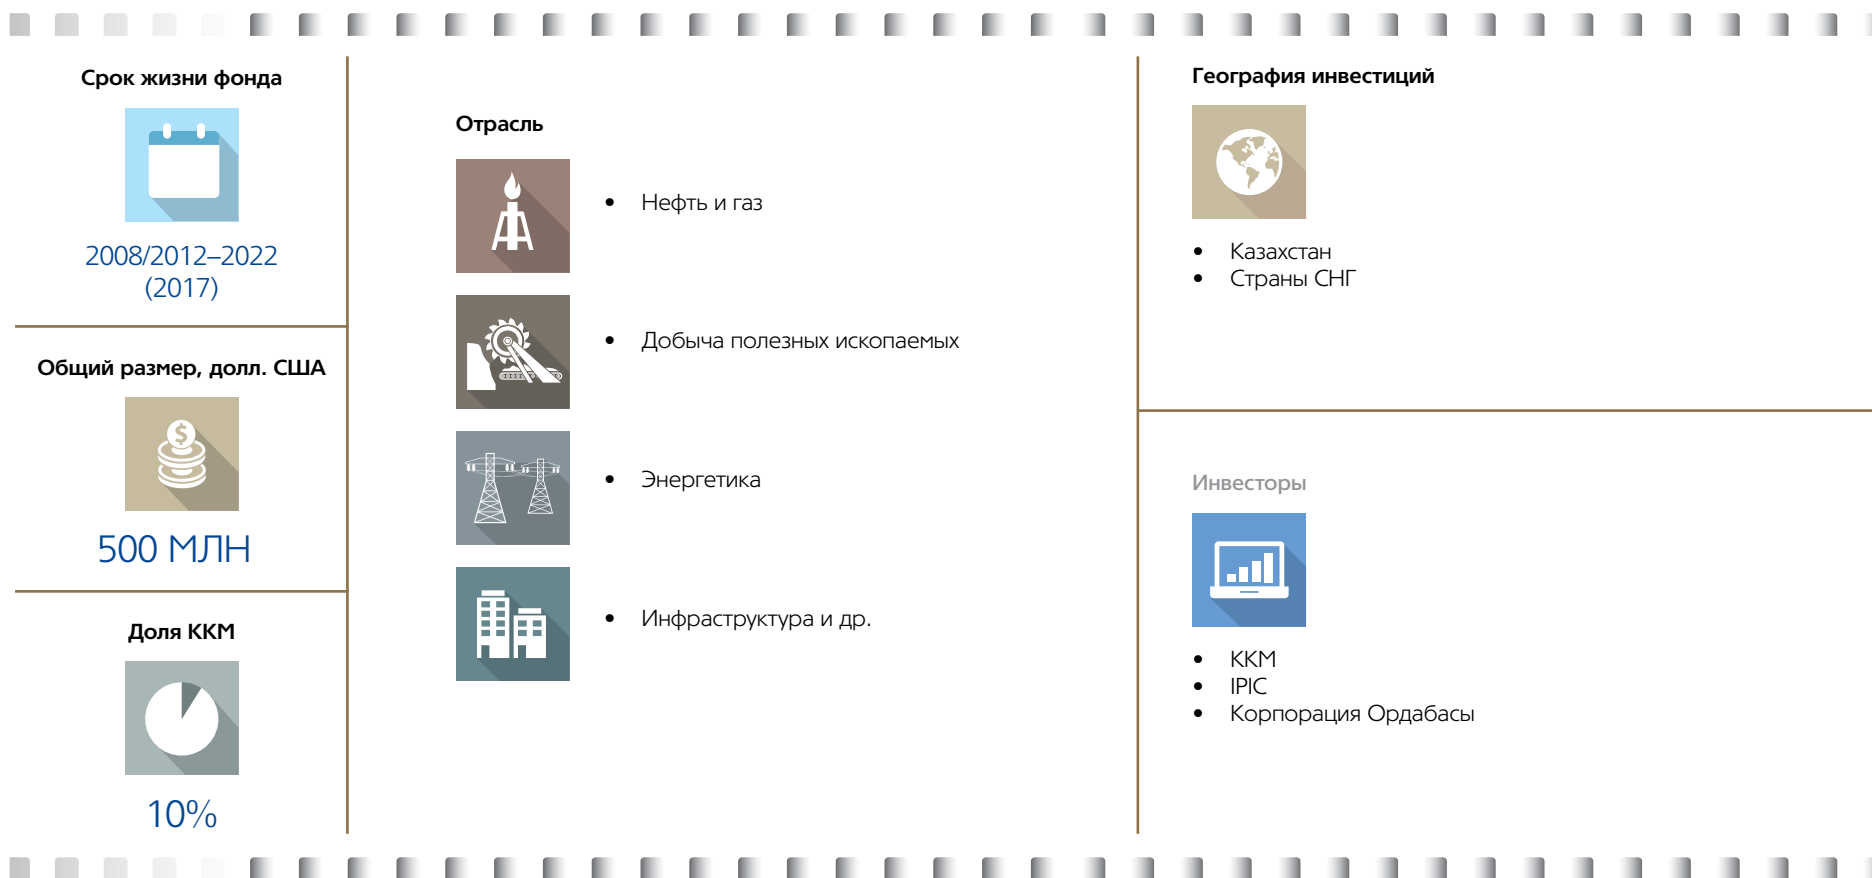 Срок жизни фонда
2008/2012–2022
(2017)
Общий размер, долл. США
$
500 МЛН
Доля ККМ
10%
Отрасль
• Нефть и газ
• Добыча полезных ископаемых
• Энергетика
• Инфраструктура и др.
География инвестиций
• Казахстан
• Страны СНГ
Инвесторы
• ККМ
• IPIC
• Корпорация Ордабасы